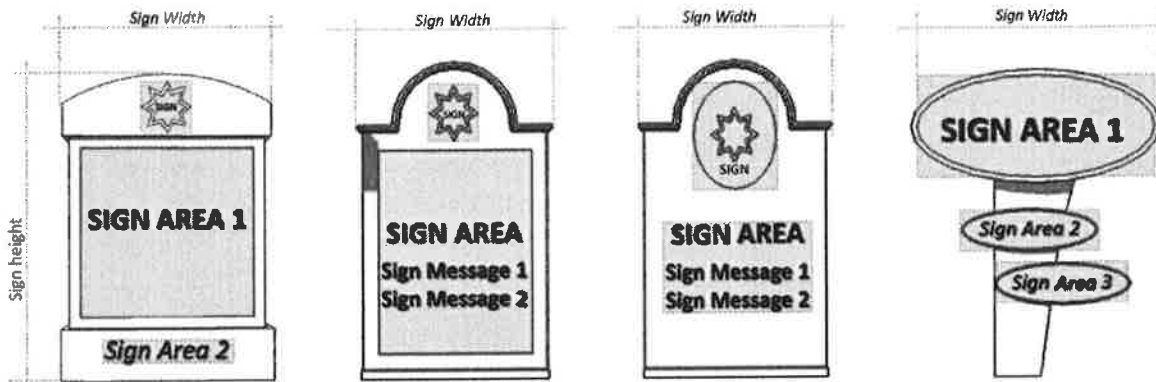 Sign Width
Sign Width
Sign Width
Sign Width
Sign height
SIGN
SIGN AREA 1
Sign Area 2
SIGN
SIGN AREA
Sign Message 1
Sign Message 2
SIGN
SIGN AREA
Sign Message 1
Sign Message 2
SIGN AREA 1
Sign Area 2
Sign Area 3